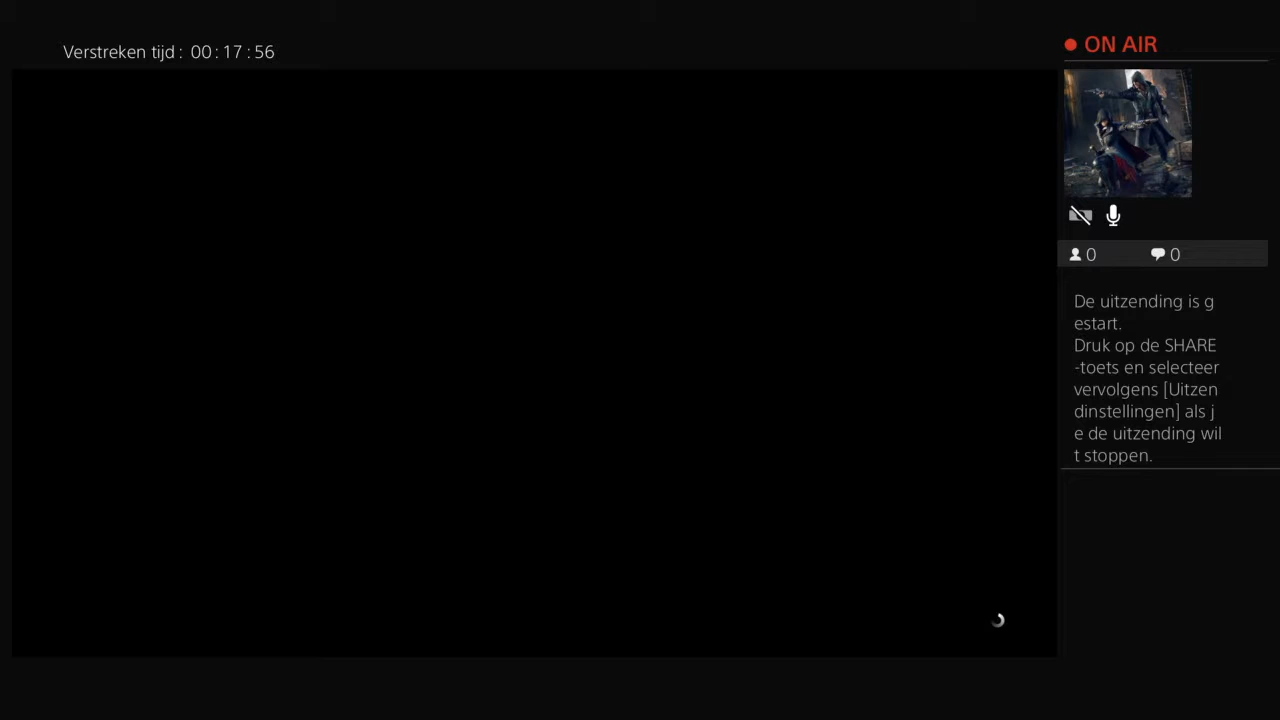 Verstreken tijd : 00 : 17 : 56
ON AIR
0
0
De uitzending is g
estart.
Druk op de SHARE
-toets en selecteer
vervolgens [Uitzen
dinstellingen] als j
e de uitzending wil
t stoppen.